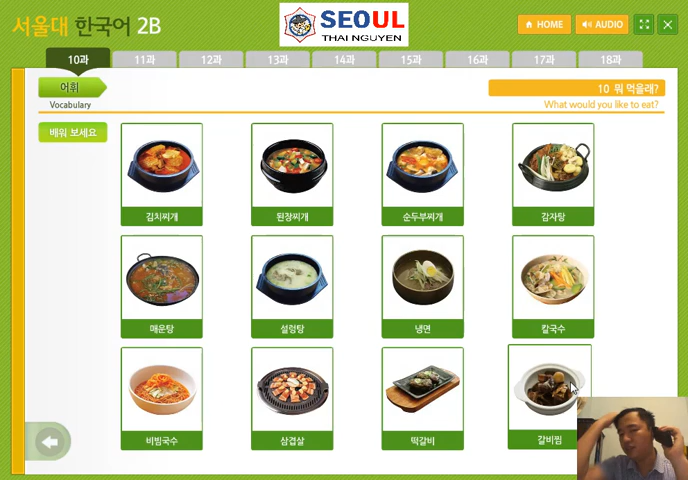 서울대 한국어 2B
SEOUL
THAI NGUYEN
HOME
AUDIO
10과
11과
12과
13과
14과
15과
16과
17과
18과
어휘
Vocabulary
10 뭐 먹을래?
What would you like to eat?
배워 보세요
김치찌개
된장찌개
순두부찌개
감자탕
매운탕
설렁탕
냉면
칼국수
비빔국수
삼겹살
떡갈비
갈비찜